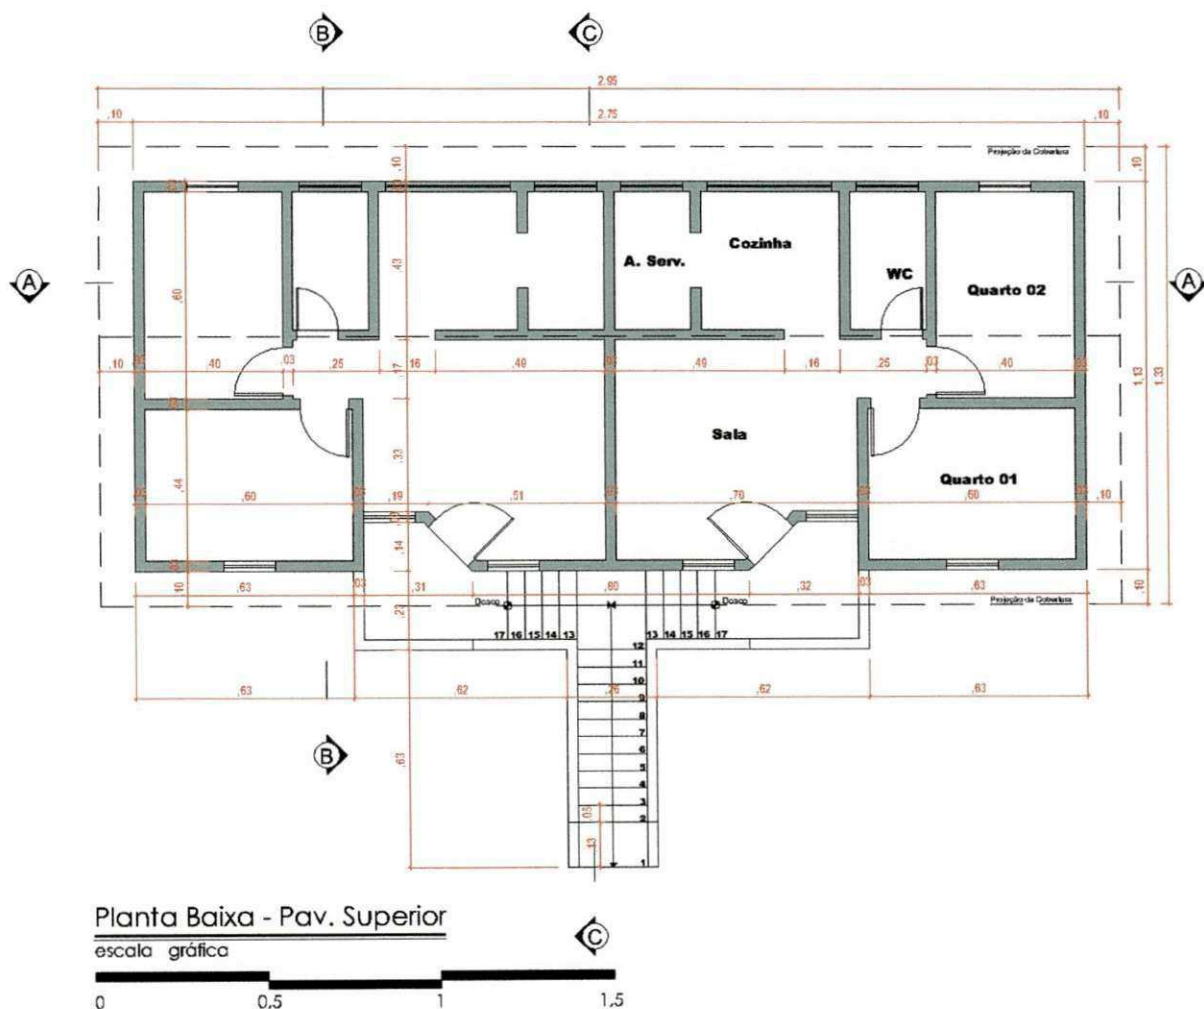 B
C
2.95
,10
2.75
,10
Projeção da Cobertura
,10
,10
A
,60
,43
A. Serv.
Cozinha
WC
Quarto 02
A
,10
,40
,03
,25
,16
,17
,49
,49
,16
,25
,03
,40
1,13
1,33
,33
Sala
,44
,60
,19
,51
,70
Quarto 01
,60
,10
,14
,10
,63
,03
,31
,80
,32
,03
,63
,10
,23
Desce
Desce
Projeção da Cobertura
17 16 15 14 13
13 14 15 16 17
12
11
10
9
8
7
6
5
4
3
2
1
,63
,62
,26
,62
,63
B
,63
,05
,13
Planta Baixa - Pav. Superior
escala gráfica
C
0 0,5 1 1,5